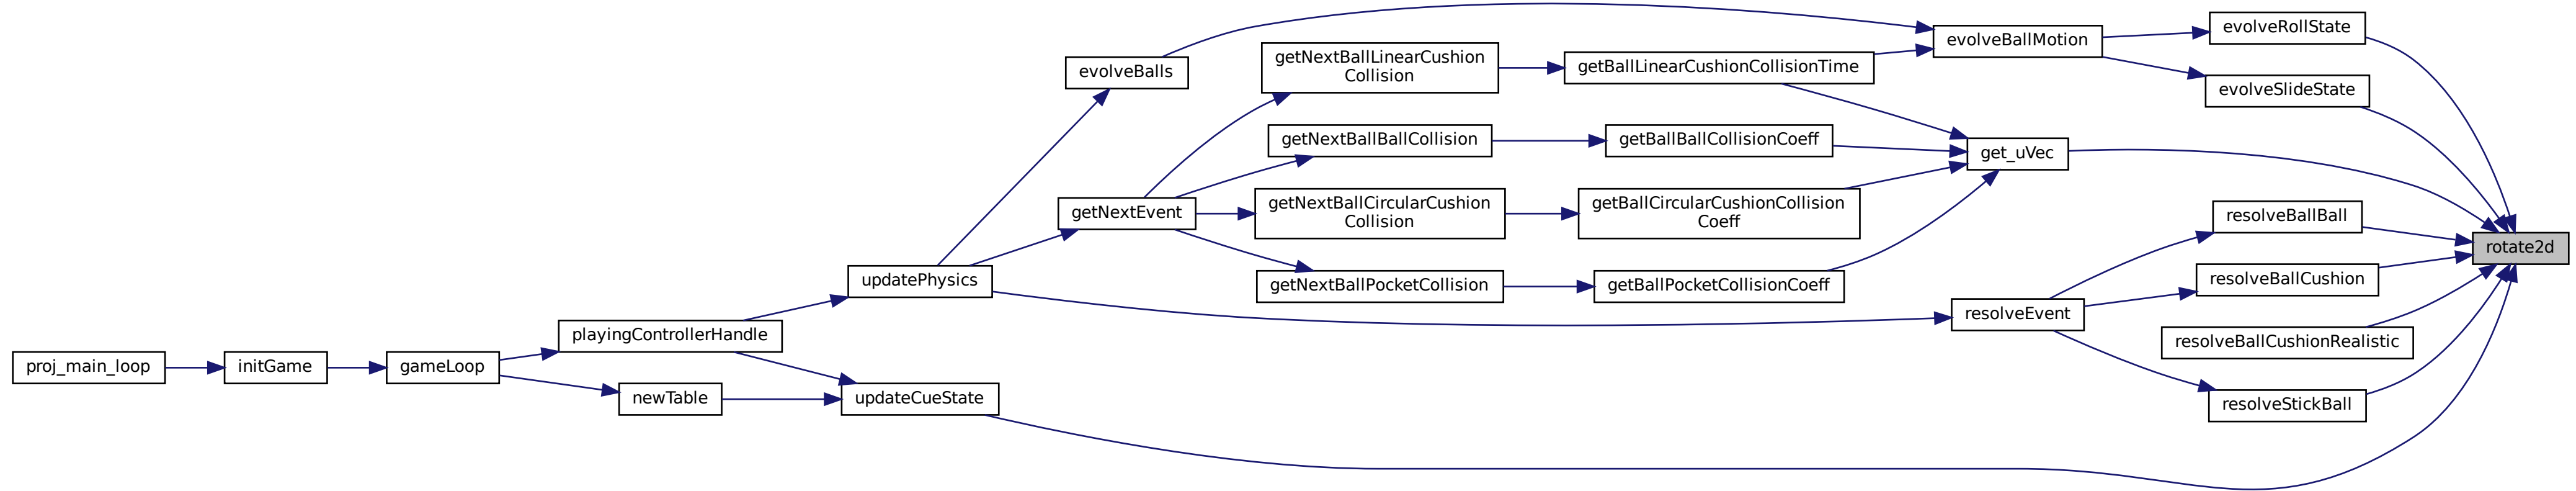 evolveRollState
evolveBallMotion
getNextBallLinearCushion
Collision
getBallLinearCushionCollisionTime
evolveBalls
evolveSlideState
getNextBallBallCollision
getBallBallCollisionCoeff
get_uVec
getNextEvent
getNextBallCircularCushion
Collision
getBallCircularCushionCollision
Coeff
resolveBallBall
rotate2d
updatePhysics
getNextBallPocketCollision
getBallPocketCollisionCoeff
resolveBallCushion
resolveEvent
playingControllerHandle
resolveBallCushionRealistic
proj_main_loop
initGame
gameLoop
newTable
updateCueState
resolveStickBall